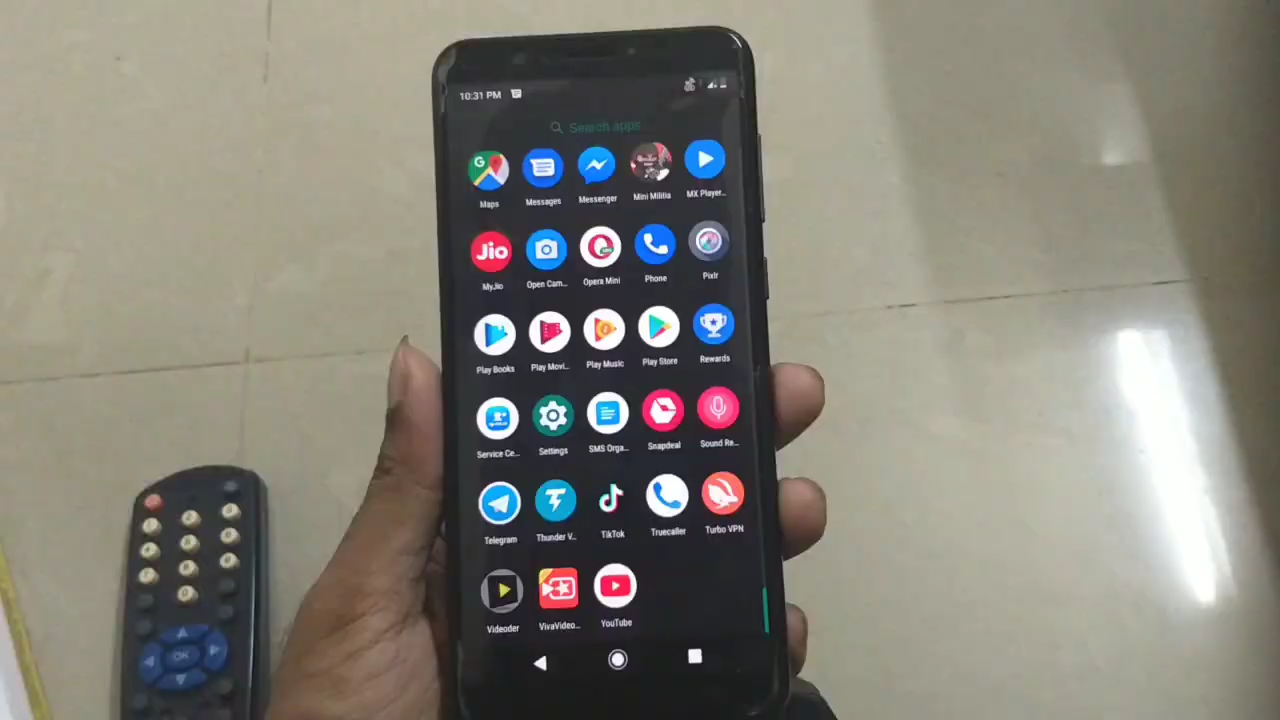 10:31 PM
Search apps
Maps Messages Messenger Mini Militia MX Player..
Jio
MyJio Open Cam.. Opera Mini Phone Pixlr
Play Books Play Movi.. Play Music Play Store Rewards
Service Ce.. Settings SMS Orga.. Snapdeal Sound Re..
Telegram Thunder V.. TikTok Truecaller Turbo VPN
Videoder VivaVideo.. YouTube
OK